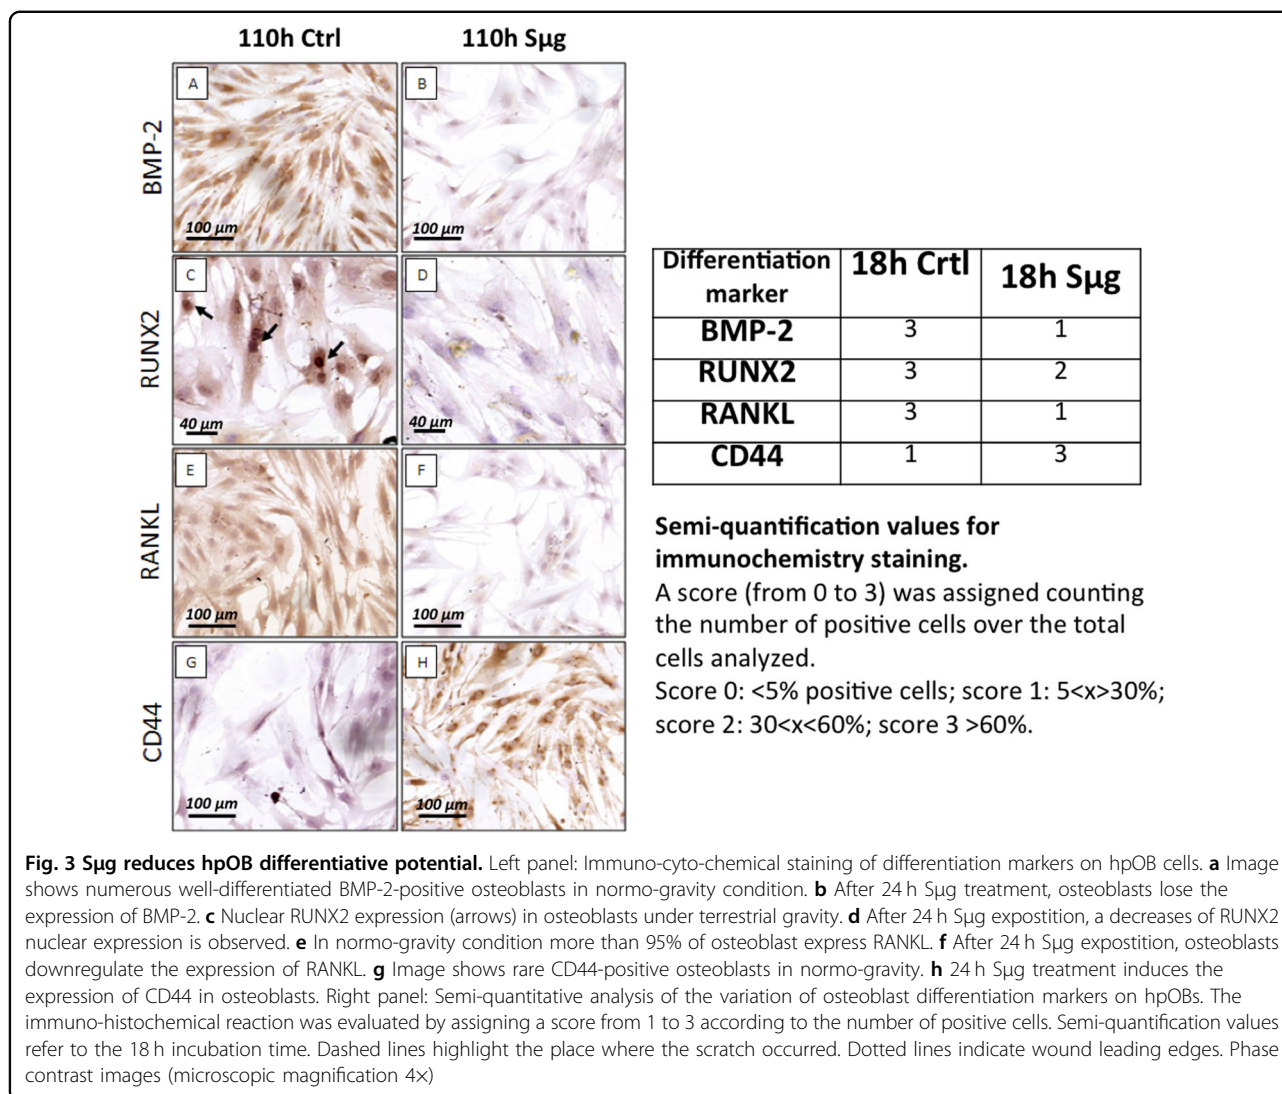 110h Ctrl 110h Sµg
BMP-2
A
100 µm
B
100 µm
RUNX2
C
40 µm
D
40 µm
RANKL
E
100 µm
F
100 µm
CD44
G
100 µm
H
100 µm
Differentiation marker 18h Crtl 18h Sµg
BMP-2 3 1
RUNX2 3 2
RANKL 3 1
CD44 1 3
Semi-quantification values for
immunochemistry staining.
A score (from 0 to 3) was assigned counting
the number of positive cells over the total
cells analyzed.
Score 0: <5% positive cells; score 1: 5<x>30%;
score 2: 30<x<60%; score 3 >60%.
Fig. 3 Sµg reduces hpOB differentiative potential. Left panel: Immuno-cyto-chemical staining of differentiation markers on hpOB cells. a Image
shows numerous well-differentiated BMP-2-positive osteoblasts in normo-gravity condition. b After 24 h Sµg treatment, osteoblasts lose the
expression of BMP-2. c Nuclear RUNX2 expression (arrows) in osteoblasts under terrestrial gravity. d After 24 h Sµg expostition, a decreases of RUNX2
nuclear expression is observed. e In normo-gravity condition more than 95% of osteoblast express RANKL. f After 24 h Sµg expostition, osteoblasts
downregulate the expression of RANKL. g Image shows rare CD44-positive osteoblasts in normo-gravity. h 24 h Sµg treatment induces the
expression of CD44 in osteoblasts. Right panel: Semi-quantitative analysis of the variation of osteoblast differentiation markers on hpOBs. The
immuno-histochemical reaction was evaluated by assigning a score from 1 to 3 according to the number of positive cells. Semi-quantification values
refer to the 18 h incubation time. Dashed lines highlight the place where the scratch occurred. Dotted lines indicate wound leading edges. Phase
contrast images (microscopic magnification 4×)